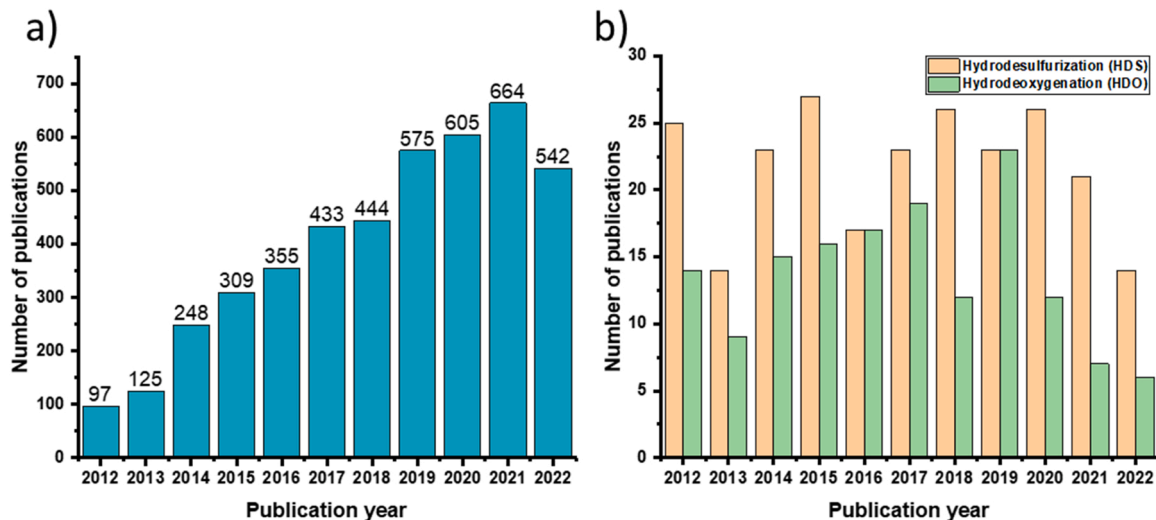 a)
Number of publications
700
600
500
400
300
200
100
0
97
125
248
309
355
433
444
575
605
664
542
2012 2013 2014 2015 2016 2017 2018 2019 2020 2021 2022
Publication year
b)
Number of publications
30
25
20
15
10
5
0
Hydrodesulfurization (HDS)
Hydrodeoxygenation (HDO)
2012 2013 2014 2015 2016 2017 2018 2019 2020 2021 2022
Publication year